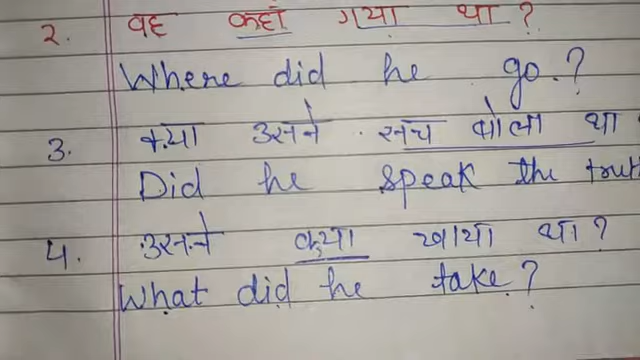 २. वह कहाँ गया था?
Where did he go.?
3. क्या उसने सच बोला था
Did he speak the truth
4. उसने क्या खाया था?
What did he take?